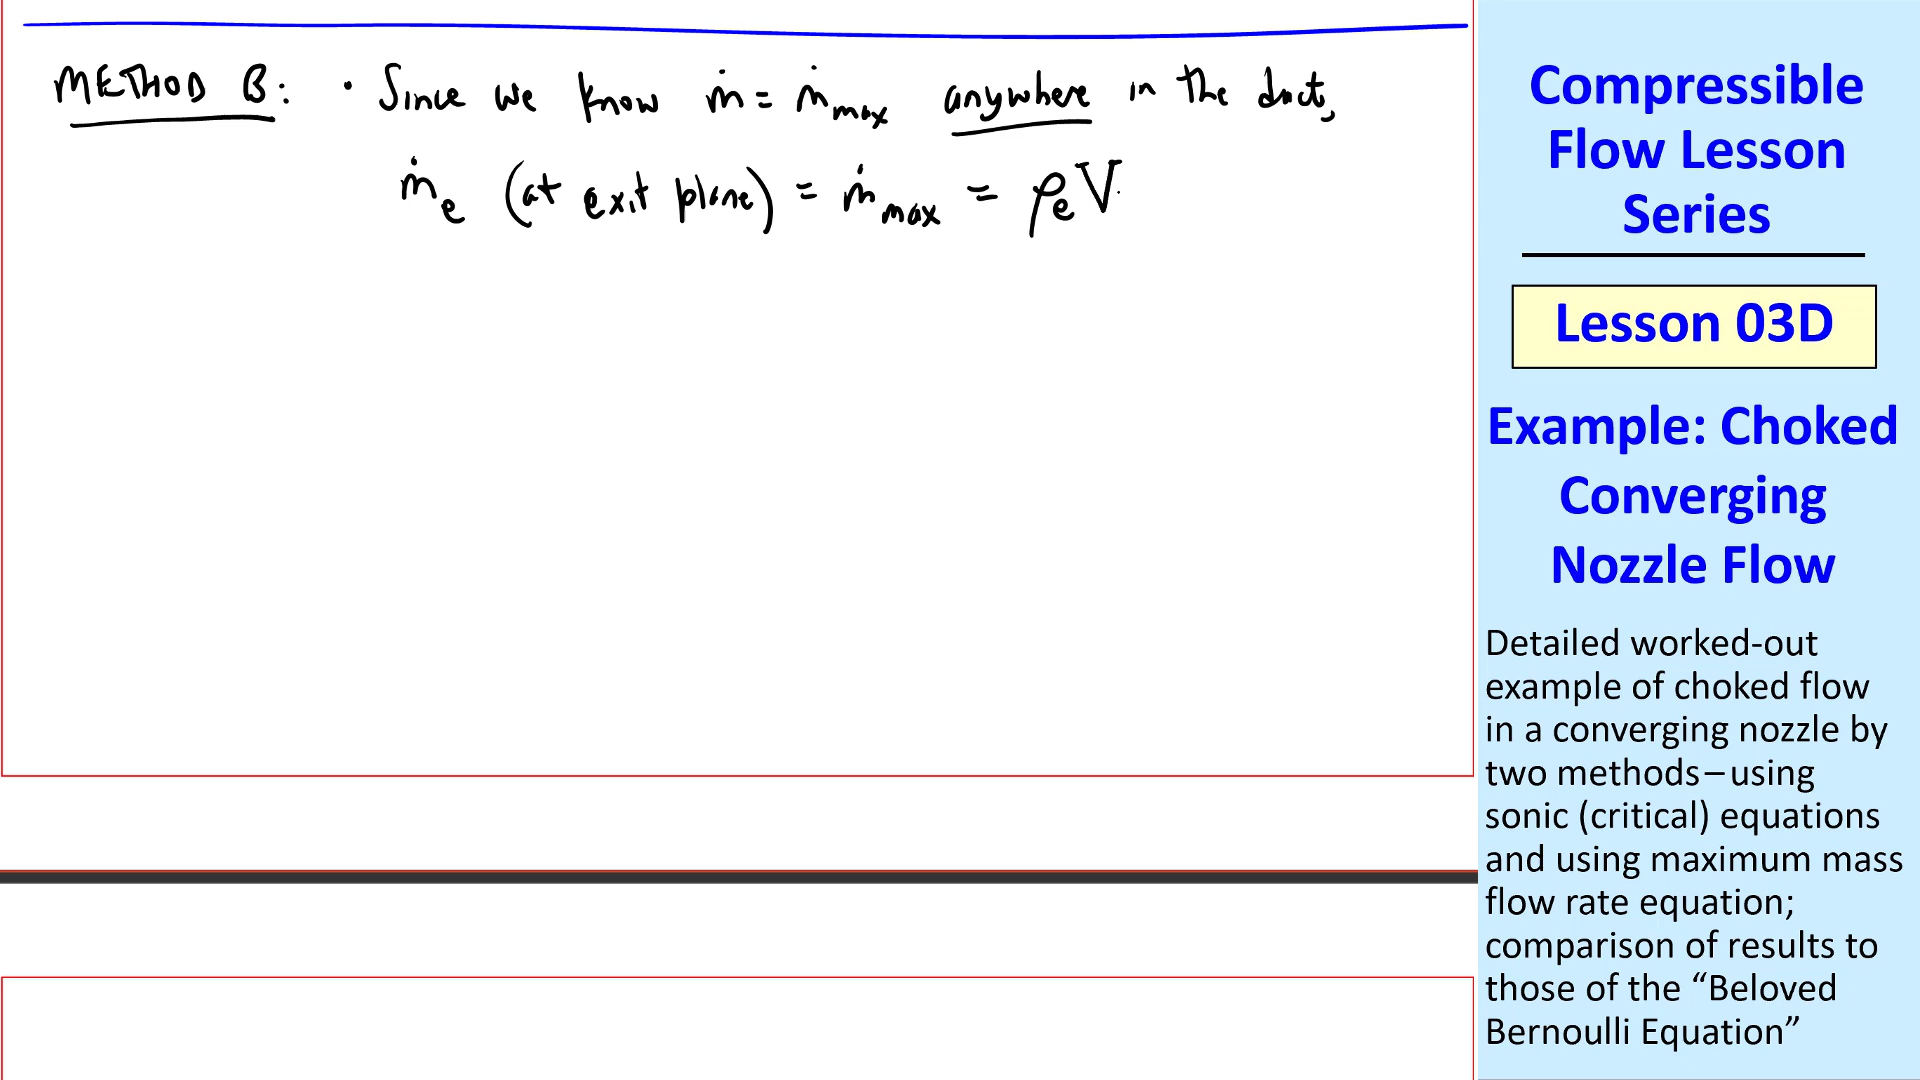 METHOD B: • Since we know ṁ = ṁmax anywhere in the duct,
ṁe (at exit plane) = ṁmax = ρe V
Compressible
Flow Lesson
Series
Lesson 03D
Example: Choked
Converging
Nozzle Flow
Detailed worked-out
example of choked flow
in a converging nozzle by
two methods – using
sonic (critical) equations
and using maximum mass
flow rate equation;
comparison of results to
those of the “Beloved
Bernoulli Equation”